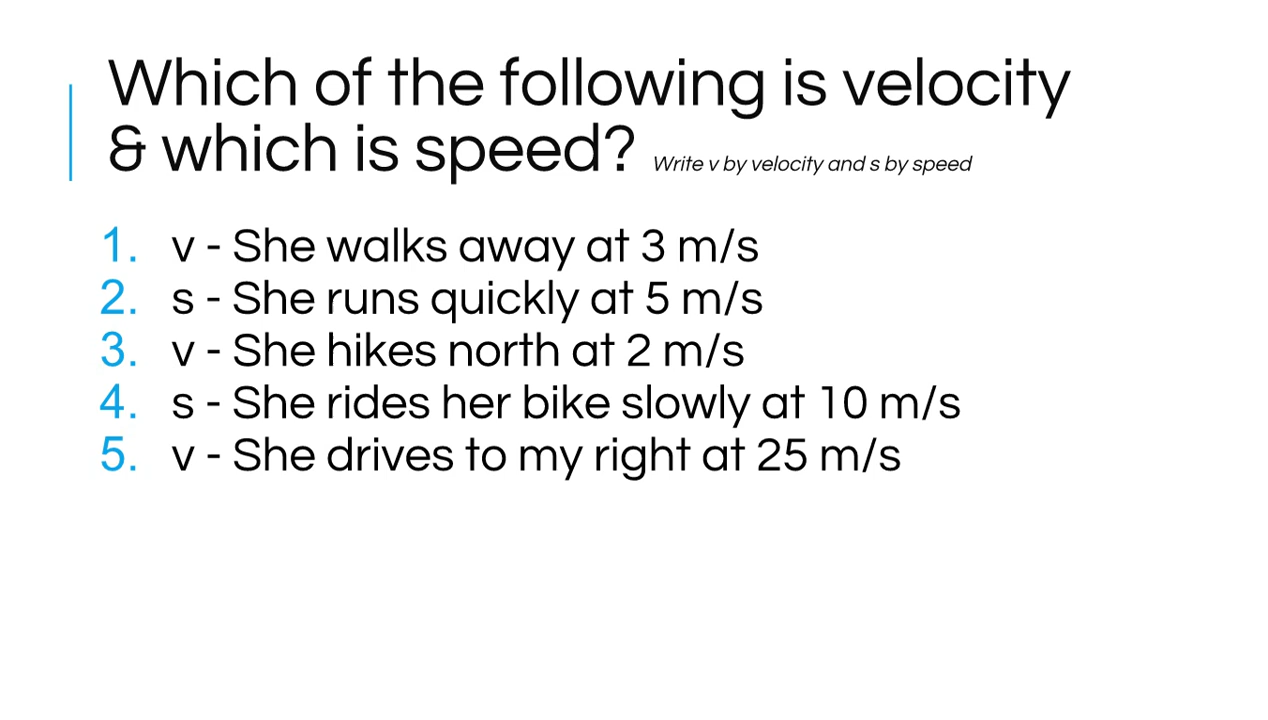 Which of the following is velocity
& which is speed? Write v by velocity and s by speed
1. v - She walks away at 3 m/s
2. s - She runs quickly at 5 m/s
3. v - She hikes north at 2 m/s
4. s - She rides her bike slowly at 10 m/s
5. v - She drives to my right at 25 m/s